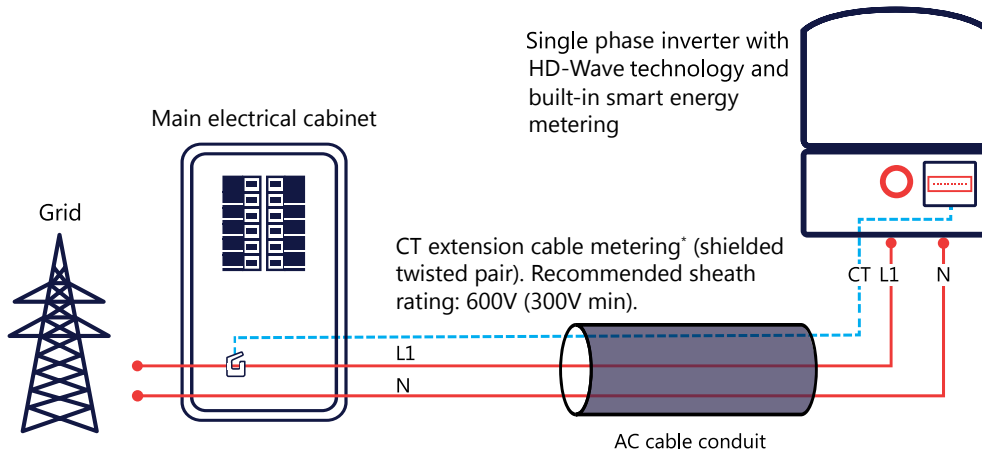 Single phase inverter with
HD-Wave technology and
built-in smart energy
metering
Main electrical cabinet
Grid
CT extension cable metering* (shielded
twisted pair). Recommended sheath
rating: 600V (300V min).
CT L1 N
L1
N
AC cable conduit